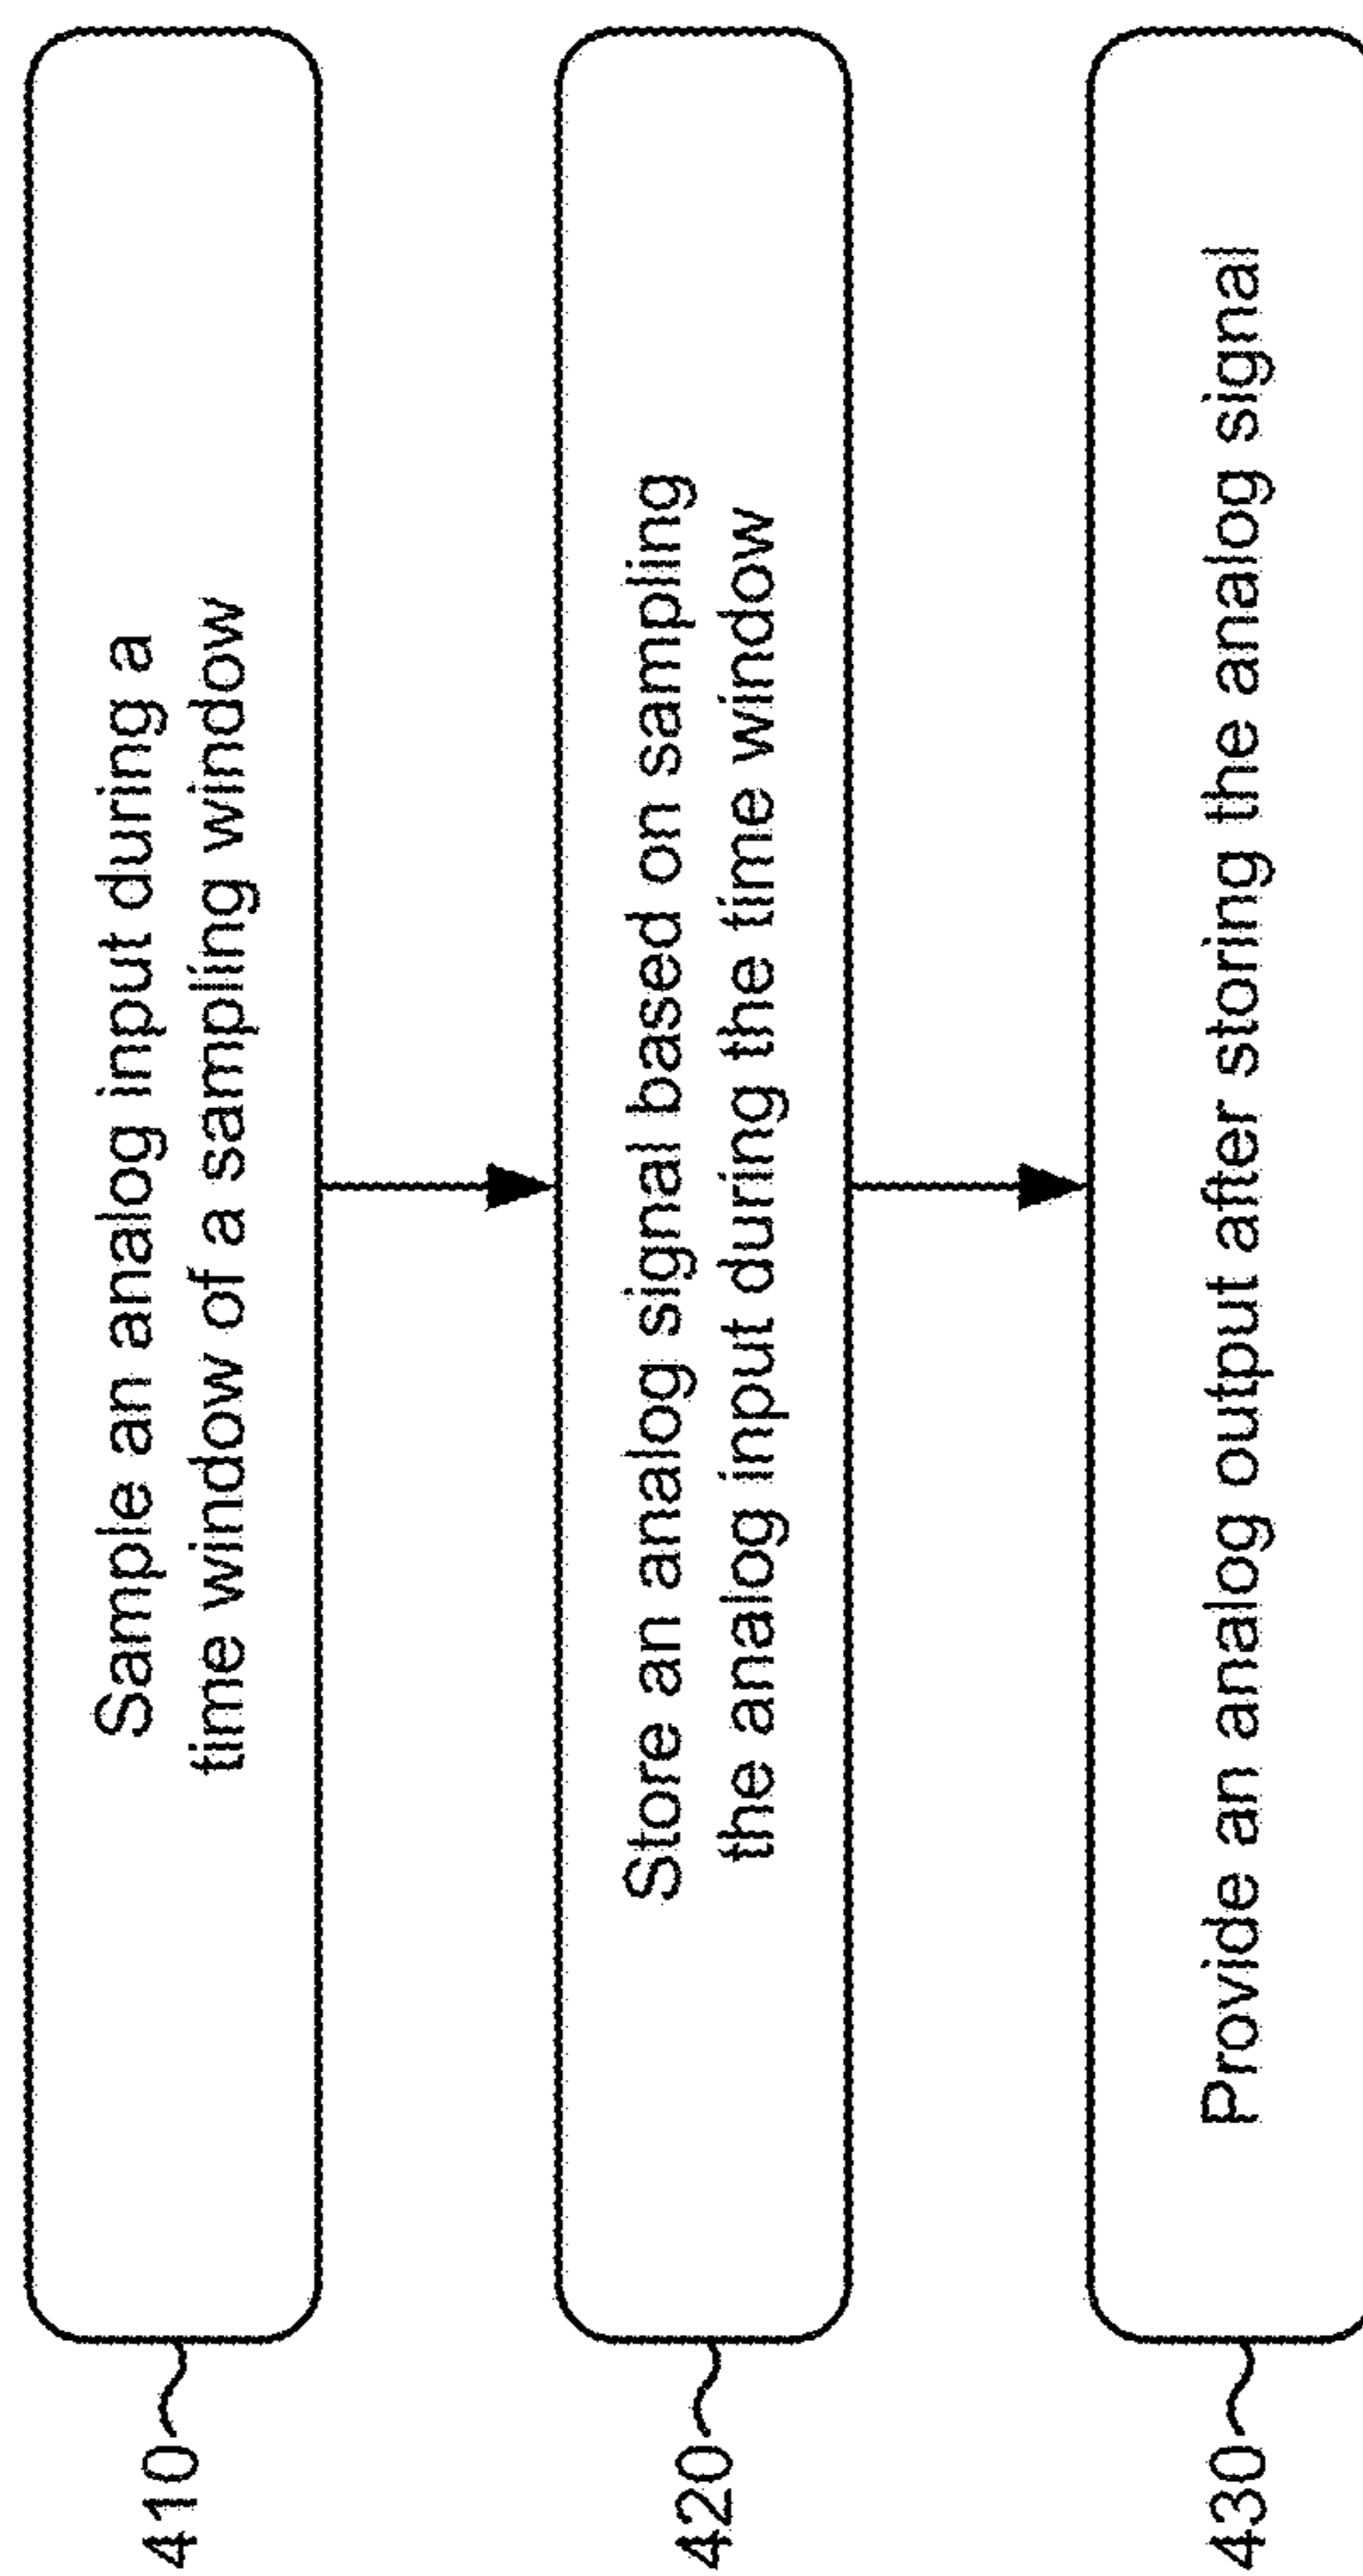 410
Sample an analog input during a
time window of a sampling window
420
Store an analog signal based on sampling
the analog input during the time window
430
Provide an analog output after storing the analog signal